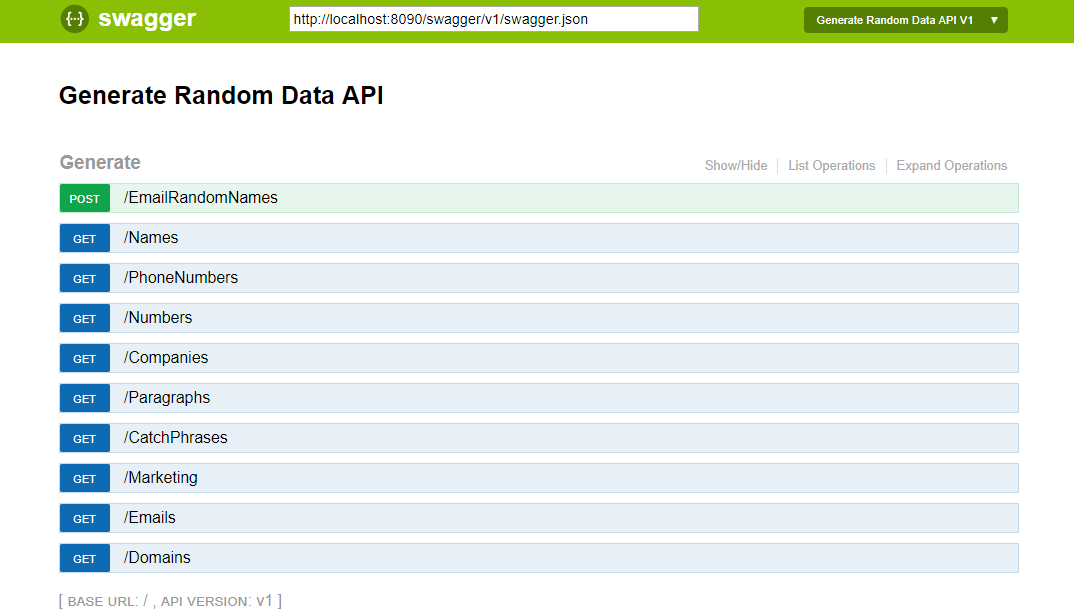 {··} swagger http://localhost:8090/swagger/v1/swagger.json Generate Random Data API V1 ▼
Generate Random Data API
Generate Show/Hide List Operations Expand Operations
POST /EmailRandomNames
GET /Names
GET /PhoneNumbers
GET /Numbers
GET /Companies
GET /Paragraphs
GET /CatchPhrases
GET /Marketing
GET /Emails
GET /Domains
[ BASE URL: / , API VERSION: V1 ]